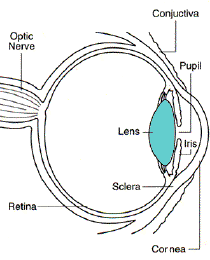 Conjuctiva
Optic
Nerve
Pupil
Lens
Iris
Sclera
Retina
Cornea